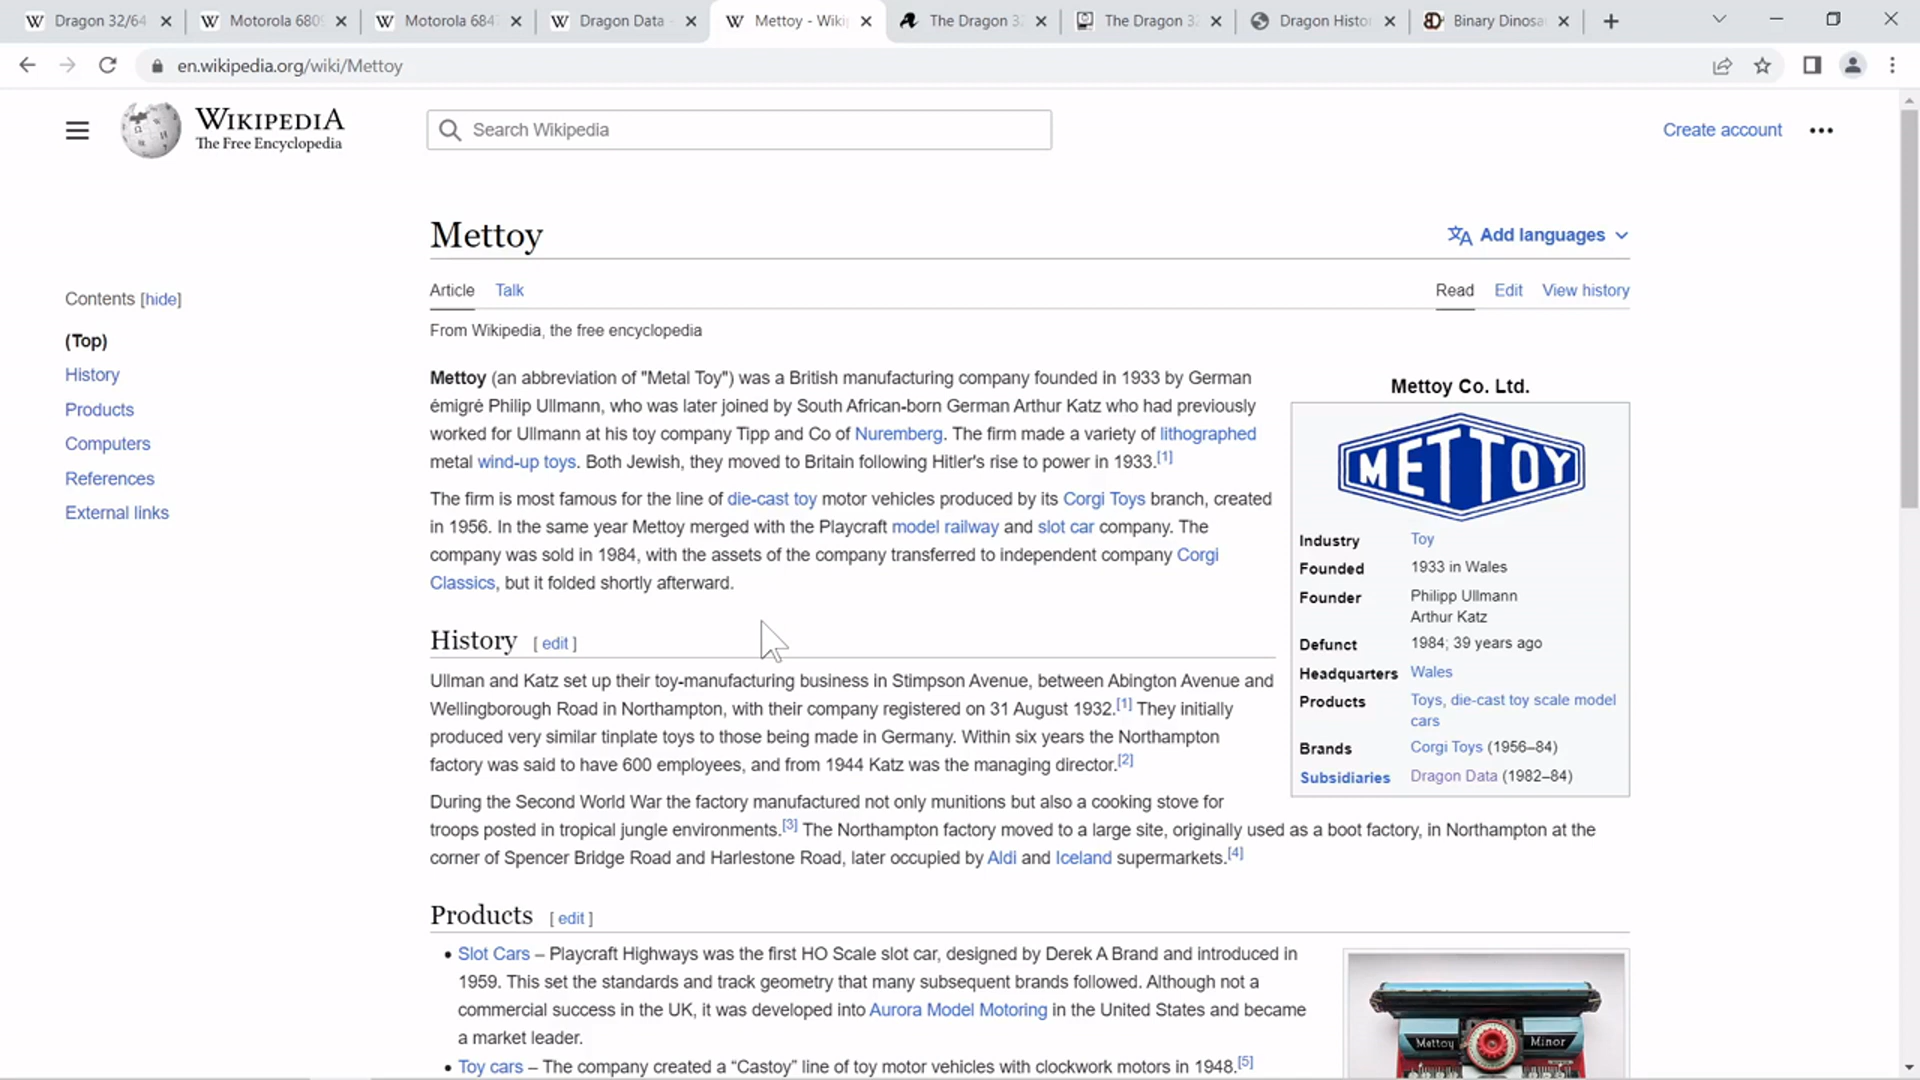 Dragon 32/64
Motorola 680
Motorola 684
Dragon Data -
Mettoy - Wiki
The Dragon 3
The Dragon 3
Dragon Histo
Binary Dinosa
en.wikipedia.org/wiki/Mettoy
WIKIPEDIA
The Free Encyclopedia
Search Wikipedia
Create account
Mettoy
Add languages
Contents [hide]
(Top)
History
Products
Computers
References
External links
Article Talk
Read Edit View history
From Wikipedia, the free encyclopedia
Mettoy (an abbreviation of "Metal Toy") was a British manufacturing company founded in 1933 by German
émigré Philip Ullmann, who was later joined by South African-born German Arthur Katz who had previously
worked for Ullmann at his toy company Tipp and Co of Nuremberg. The firm made a variety of lithographed
metal wind-up toys. Both Jewish, they moved to Britain following Hitler's rise to power in 1933.[1]
The firm is most famous for the line of die-cast toy motor vehicles produced by its Corgi Toys branch, created
in 1956. In the same year Mettoy merged with the Playcraft model railway and slot car company. The
company was sold in 1984, with the assets of the company transferred to independent company Corgi
Classics, but it folded shortly afterward.
Mettoy Co. Ltd.
METTOY
Industry Toy
Founded 1933 in Wales
Founder Philipp Ullmann
Arthur Katz
Defunct 1984; 39 years ago
Headquarters Wales
Products Toys, die-cast toy scale model
cars
Brands Corgi Toys (1956–84)
Subsidiaries Dragon Data (1982–84)
History [ edit ]
Ullman and Katz set up their toy-manufacturing business in Stimpson Avenue, between Abington Avenue and
Wellingborough Road in Northampton, with their company registered on 31 August 1932.[1] They initially
produced very similar tinplate toys to those being made in Germany. Within six years the Northampton
factory was said to have 600 employees, and from 1944 Katz was the managing director.[2]
During the Second World War the factory manufactured not only munitions but also a cooking stove for
troops posted in tropical jungle environments.[3] The Northampton factory moved to a large site, originally used as a boot factory, in Northampton at the
corner of Spencer Bridge Road and Harlestone Road, later occupied by Aldi and Iceland supermarkets.[4]
Products [ edit ]
• Slot Cars – Playcraft Highways was the first HO Scale slot car, designed by Derek A Brand and introduced in
1959. This set the standards and track geometry that many subsequent brands followed. Although not a
commercial success in the UK, it was developed into Aurora Model Motoring in the United States and became
a market leader.
• Toy cars – The company created a “Castoy” line of toy motor vehicles with clockwork motors in 1948.[5]
Mettoy Minor